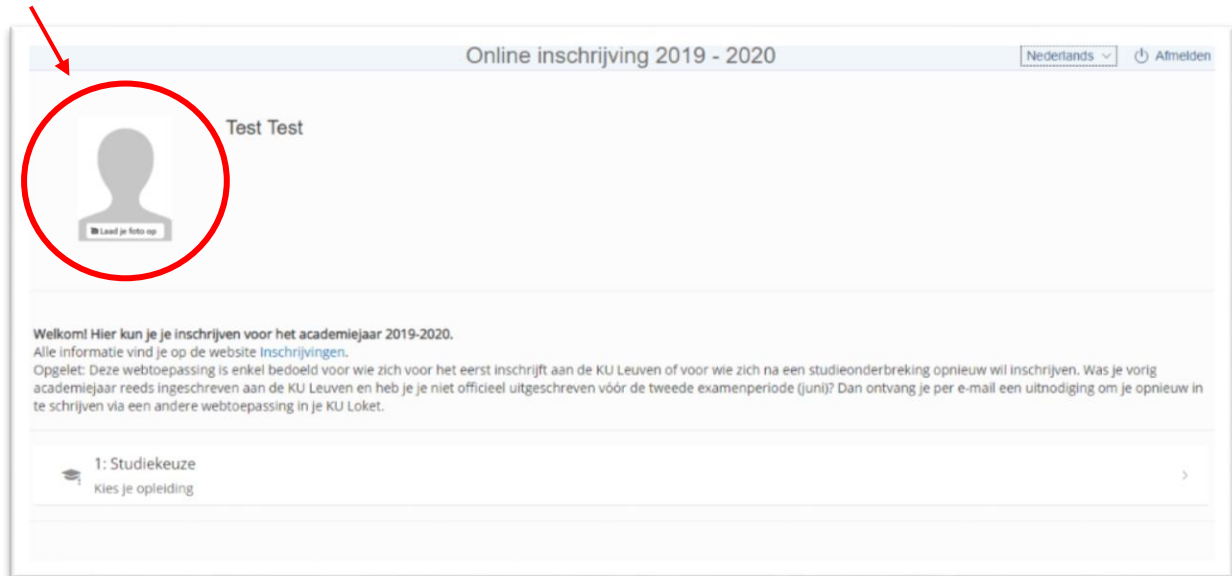 Online inschrijving 2019 - 2020
Nederlands
Afmelden
Test Test
Laad je foto op
Welkom! Hier kun je je inschrijven voor het academiejaar 2019-2020.
Alle informatie vind je op de website Inschrijvingen.
Opgelet: Deze webtoepassing is enkel bedoeld voor wie zich voor het eerst inschrijft aan de KU Leuven of voor wie zich na een studieonderbreking opnieuw wil inschrijven. Was je vorig
academiejaar reeds ingeschreven aan de KU Leuven en heb je je niet officieel uitgeschreven vóór de tweede examenperiode (juni)? Dan ontvang je per e-mail een uitnodiging om je opnieuw in
te schrijven via een andere webtoepassing in je KU Loket.
1: Studiekeuze
Kies je opleiding